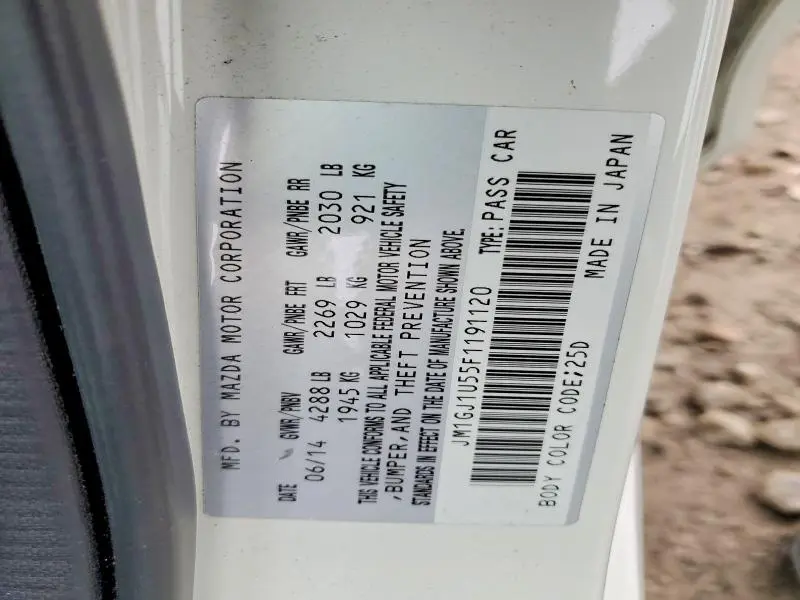 MFD. BY MAZDA MOTOR CORPORATION
DATE GVWR/PNBV GAWR/PNBE FRT GAWR/PNBE RR
06/14 4288 LB 2269 LB 2030 LB
1945 KG 1029 KG 921 KG
THIS VEHICLE CONFORMS TO ALL APPLICABLE FEDERAL MOTOR VEHICLE SAFETY
,BUMPER,AND THEFT PREVENTION
STANDARDS IN EFFECT ON THE DATE OF MANUFACTURE SHOWN ABOVE.
JM1GJ1U55F1191120 TYPE: PASS CAR
BODY COLOR CODE:25D MADE IN JAPAN